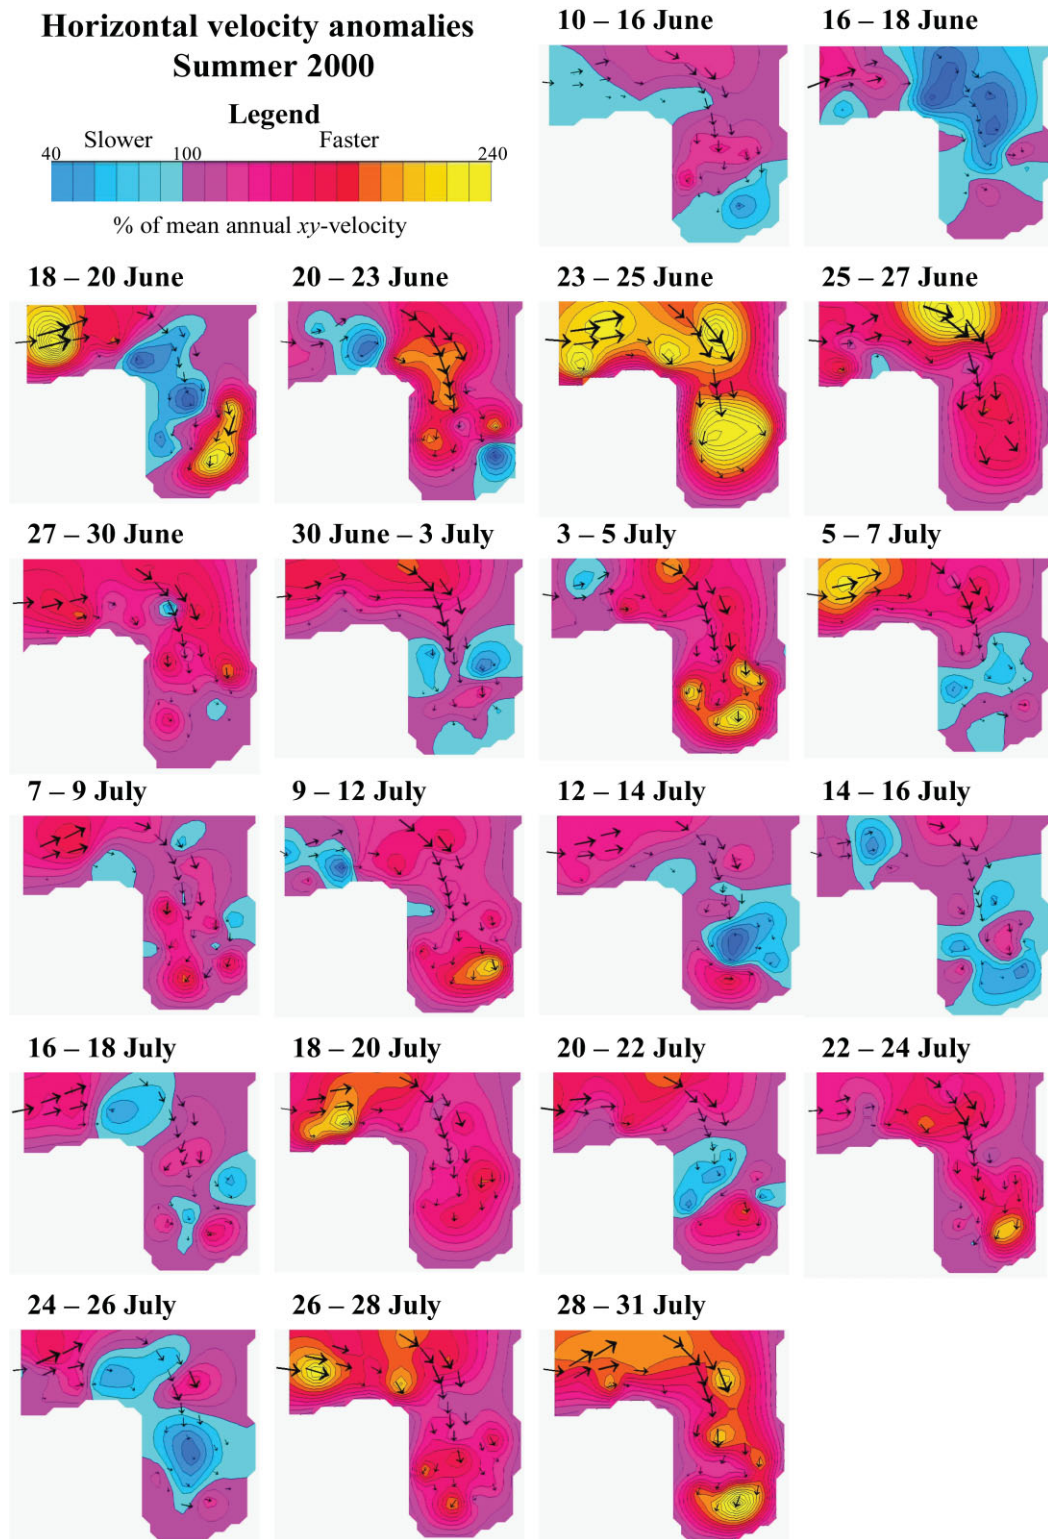 Horizontal velocity anomalies
Summer 2000
Legend
Slower Faster
40 100 240
% of mean annual xy-velocity
10 – 16 June
16 – 18 June
18 – 20 June
20 – 23 June
23 – 25 June
25 – 27 June
27 – 30 June
30 June – 3 July
3 – 5 July
5 – 7 July
7 – 9 July
9 – 12 July
12 – 14 July
14 – 16 July
16 – 18 July
18 – 20 July
20 – 22 July
22 – 24 July
24 – 26 July
26 – 28 July
28 – 31 July